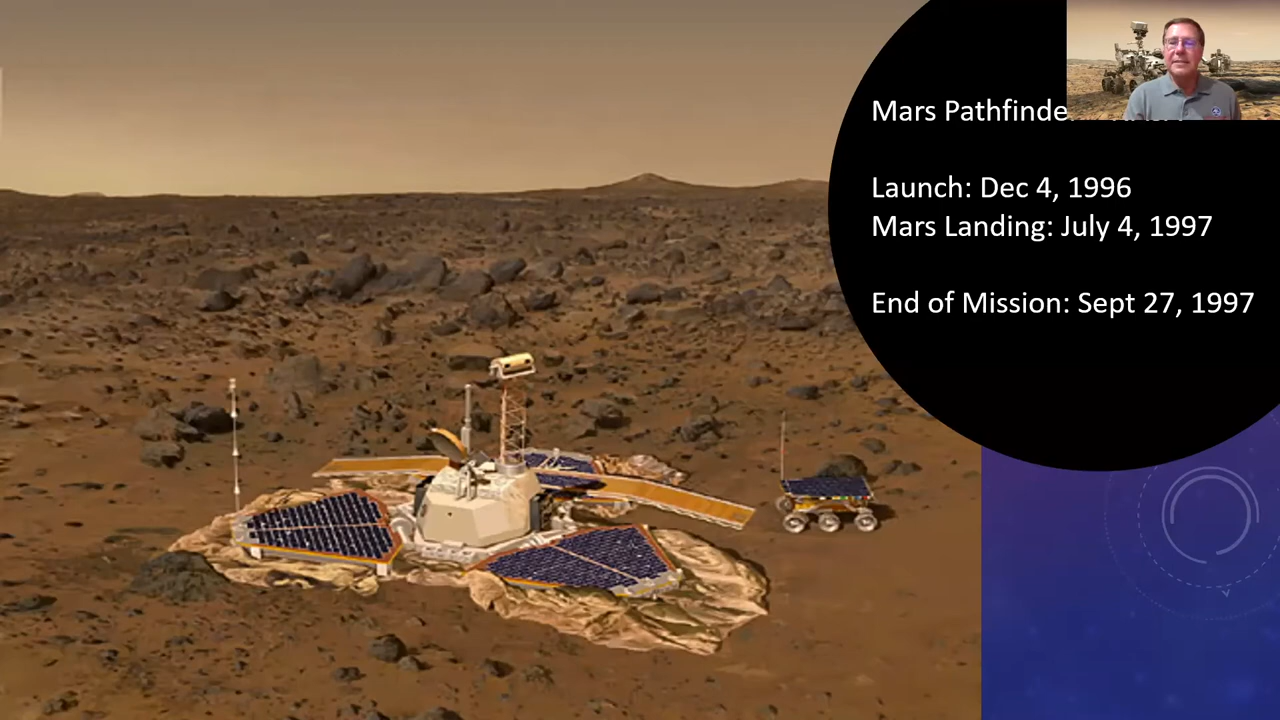 Mars Pathfinde
Launch: Dec 4, 1996
Mars Landing: July 4, 1997
End of Mission: Sept 27, 1997